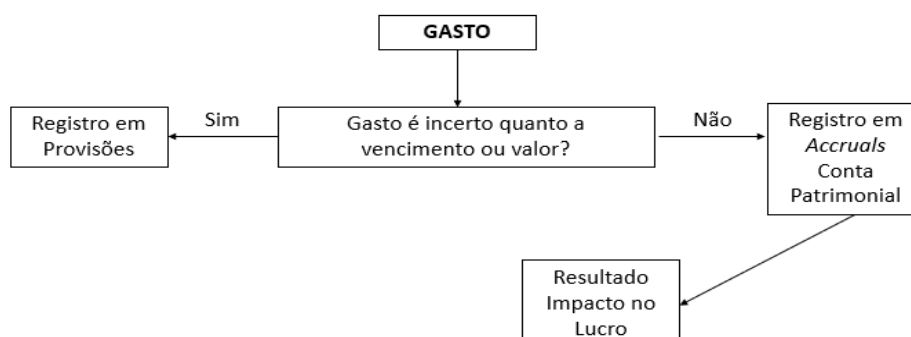 GASTO
Registro em
Provisões
Sim
Gasto é incerto quanto a
vencimento ou valor?
Não
Registro em
Accruals
Conta
Patrimonial
Resultado
Impacto no
Lucro